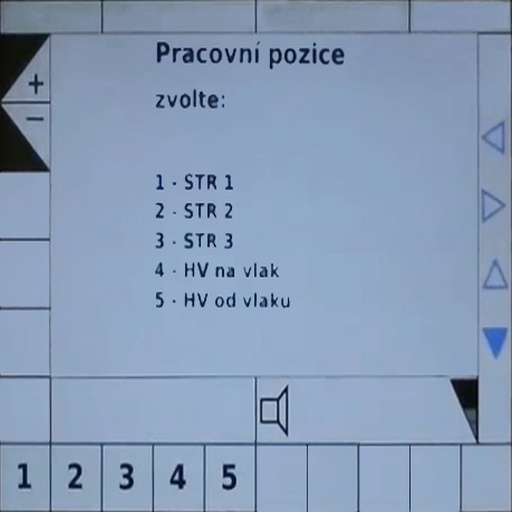 Pracovní pozice
zvolte:
1 - STR 1
2 - STR 2
3 - STR 3
4 - HV na vlak
5 - HV od vlaku
+
−
1 2 3 4 5